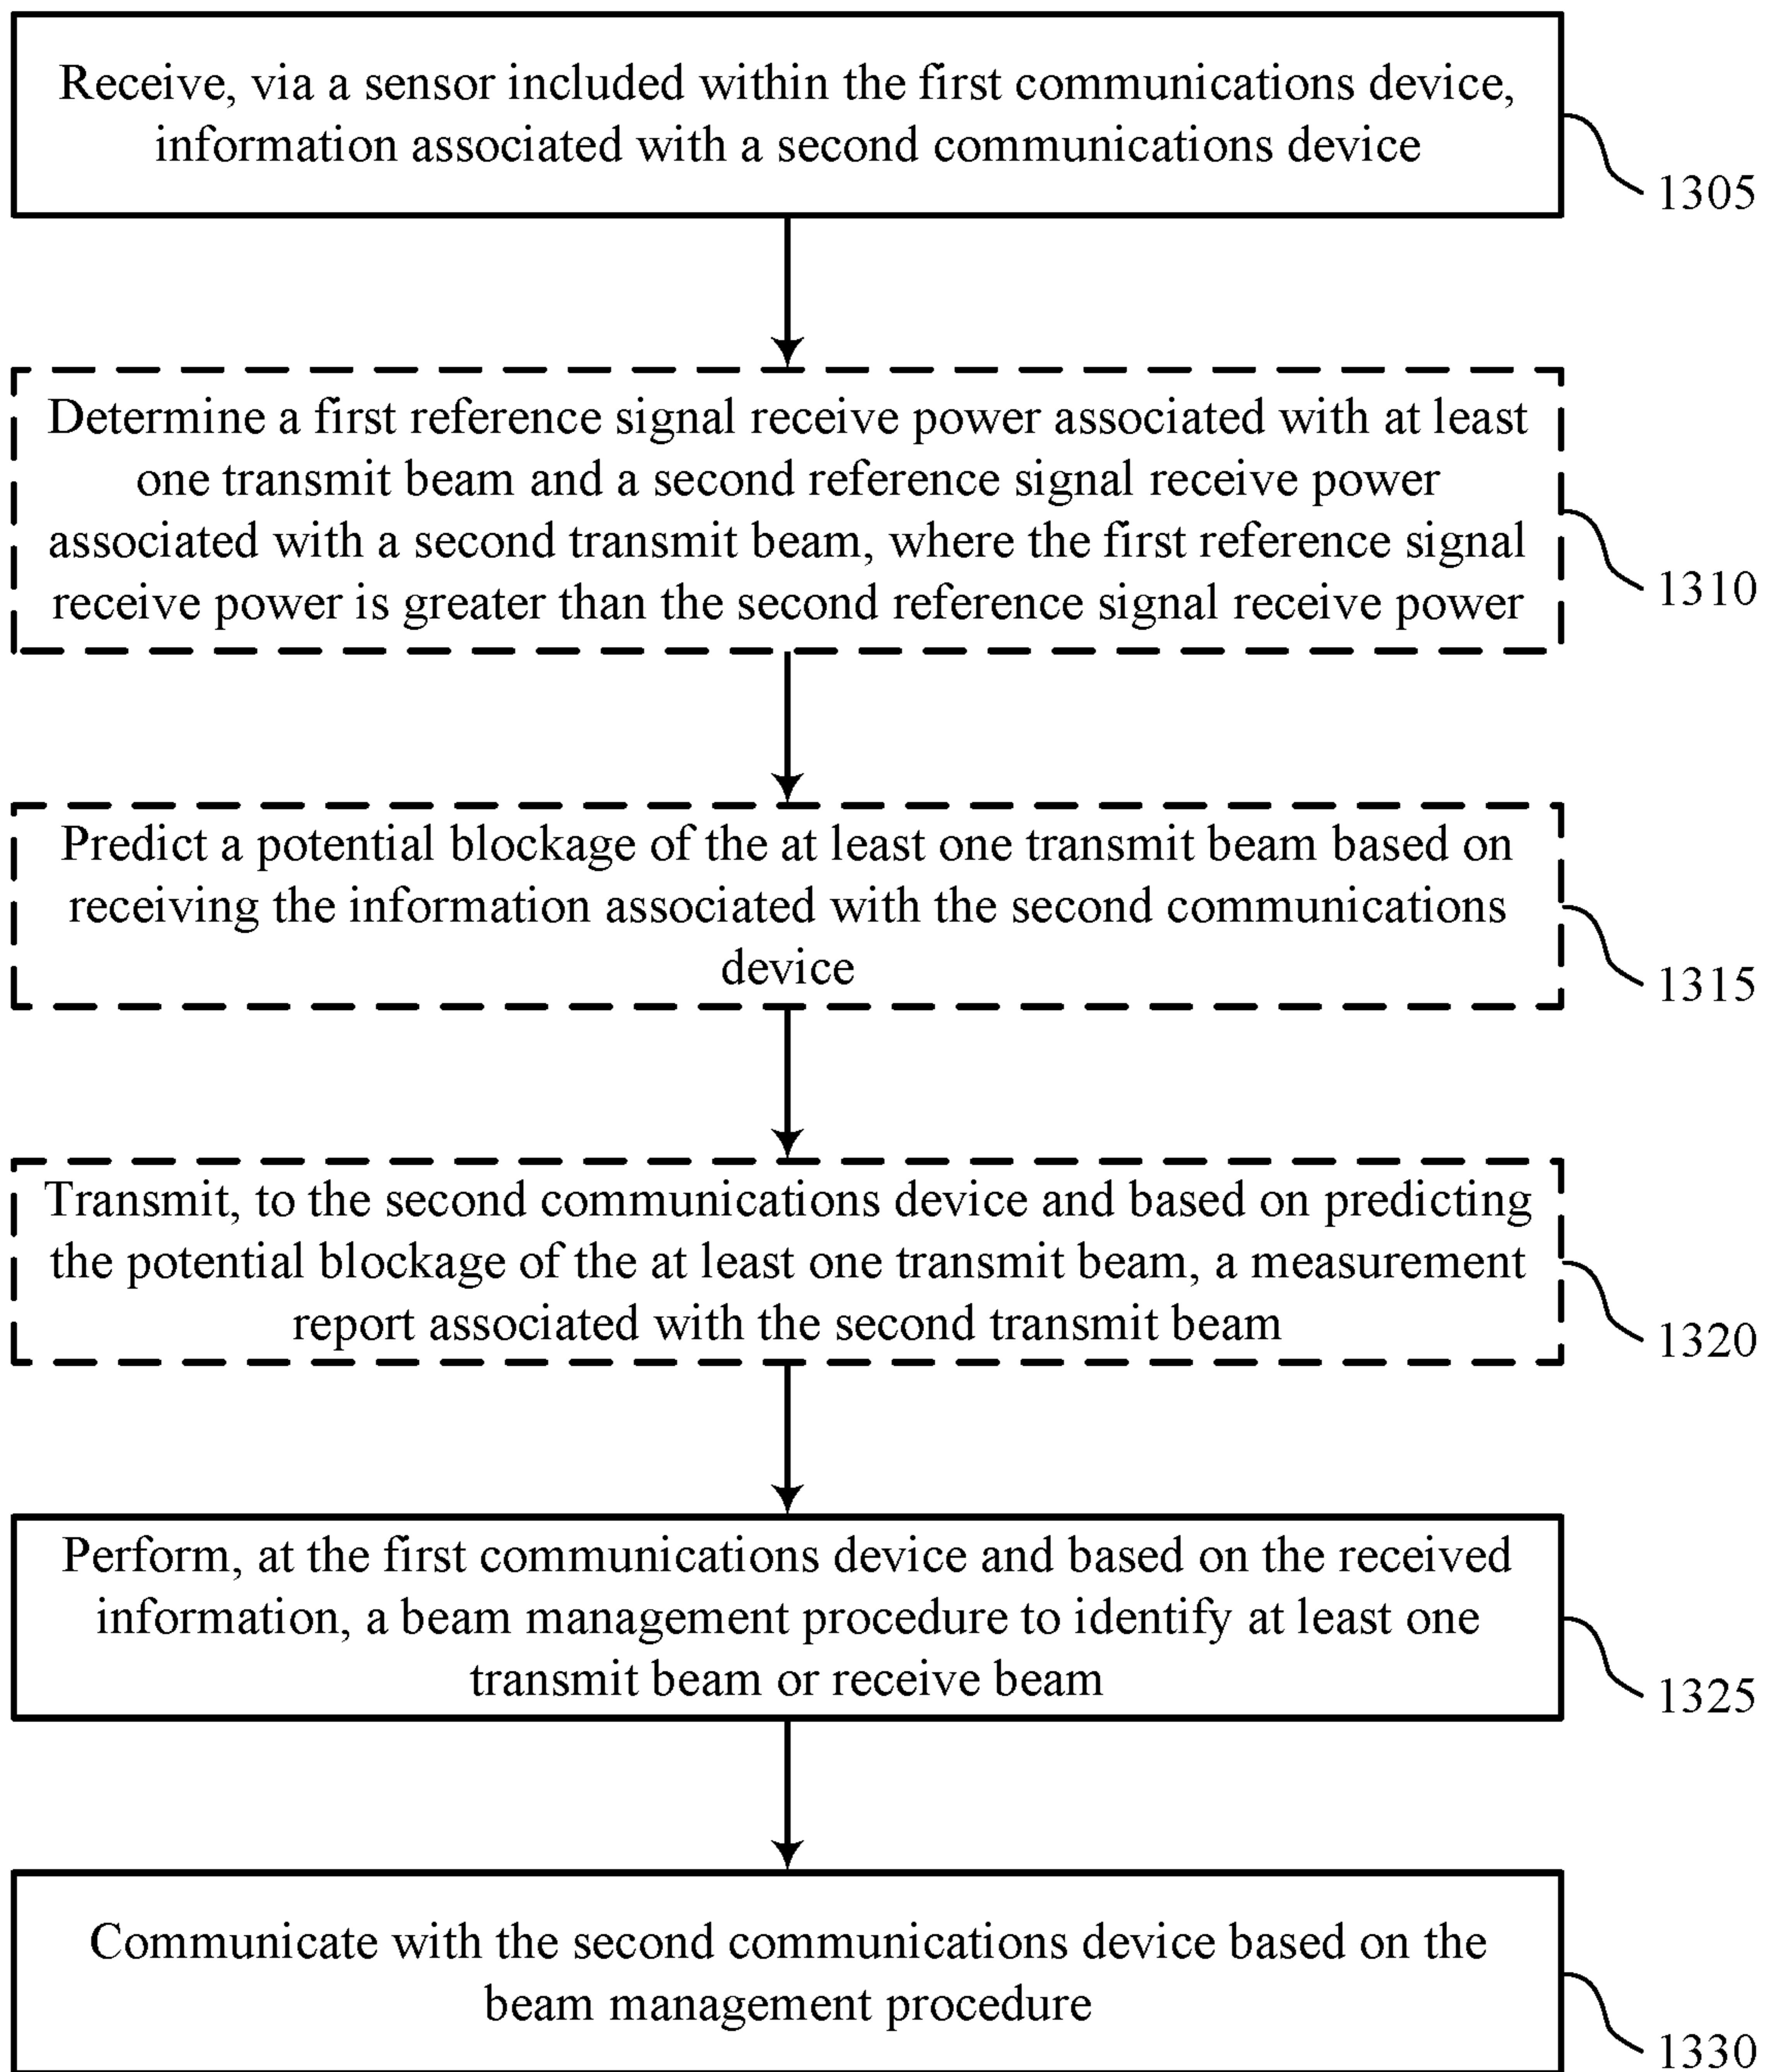 Receive, via a sensor included within the first communications device,
information associated with a second communications device
1305
Determine a first reference signal receive power associated with at least
one transmit beam and a second reference signal receive power
associated with a second transmit beam, where the first reference signal
receive power is greater than the second reference signal receive power
1310
Predict a potential blockage of the at least one transmit beam based on
receiving the information associated with the second communications
device
1315
Transmit, to the second communications device and based on predicting
the potential blockage of the at least one transmit beam, a measurement
report associated with the second transmit beam
1320
Perform, at the first communications device and based on the received
information, a beam management procedure to identify at least one
transmit beam or receive beam
1325
Communicate with the second communications device based on the
beam management procedure
1330